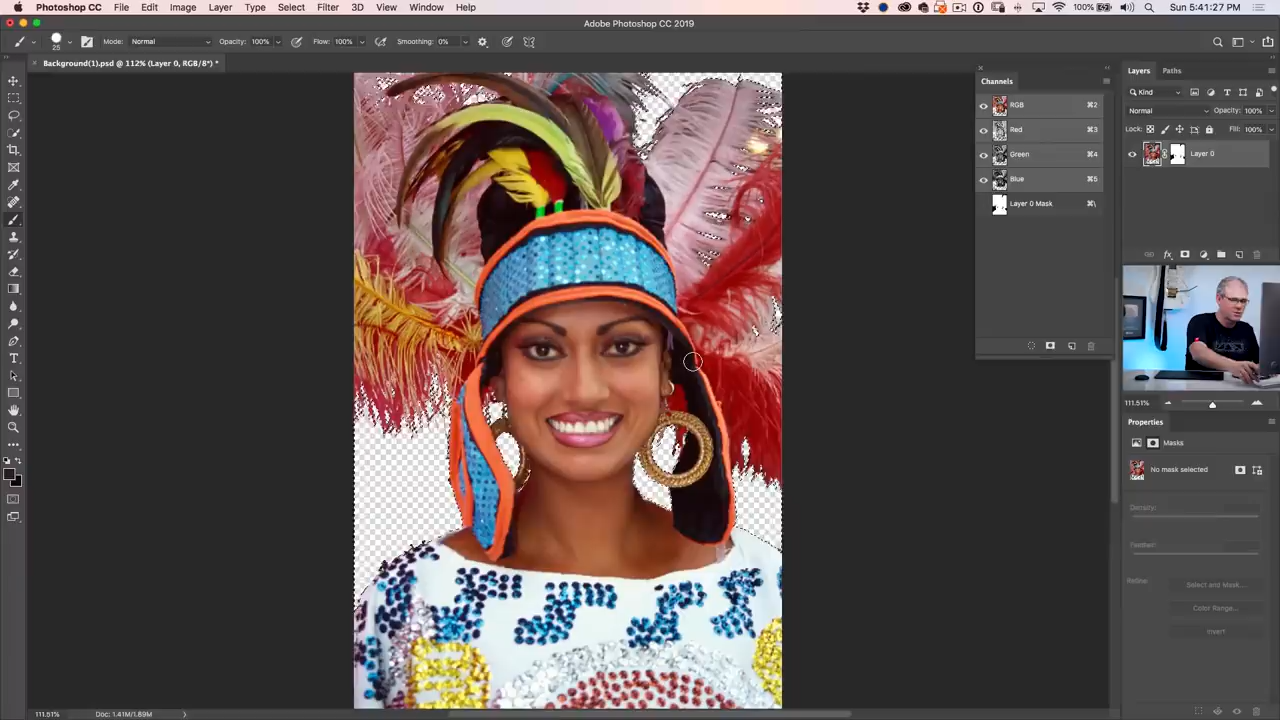 Photoshop CC File Edit Image Layer Type Select Filter 3D View Window Help 100% Sun 5:41:27
Adobe Photoshop CC 2019
25 Mode: Normal Opacity: 100% Flow: 100% Smoothing: 0%
× Background(1).psd @ 112% (Layer 0, RGB/8*) *
Channels
RGB ⌘2
Red ⌘3
Green ⌘4
Blue ⌘5
Layer 0 Mask ⌘\
Layers Paths
Kind
Normal Opacity: 100%
Lock: Fill: 100%
Layer 0
111.51%
Properties
Masks
No mask selected
Density:
Feather:
Refine: Select and Mask...
Color Range...
Invert
111.51% Doc: 1.41M/1.89M